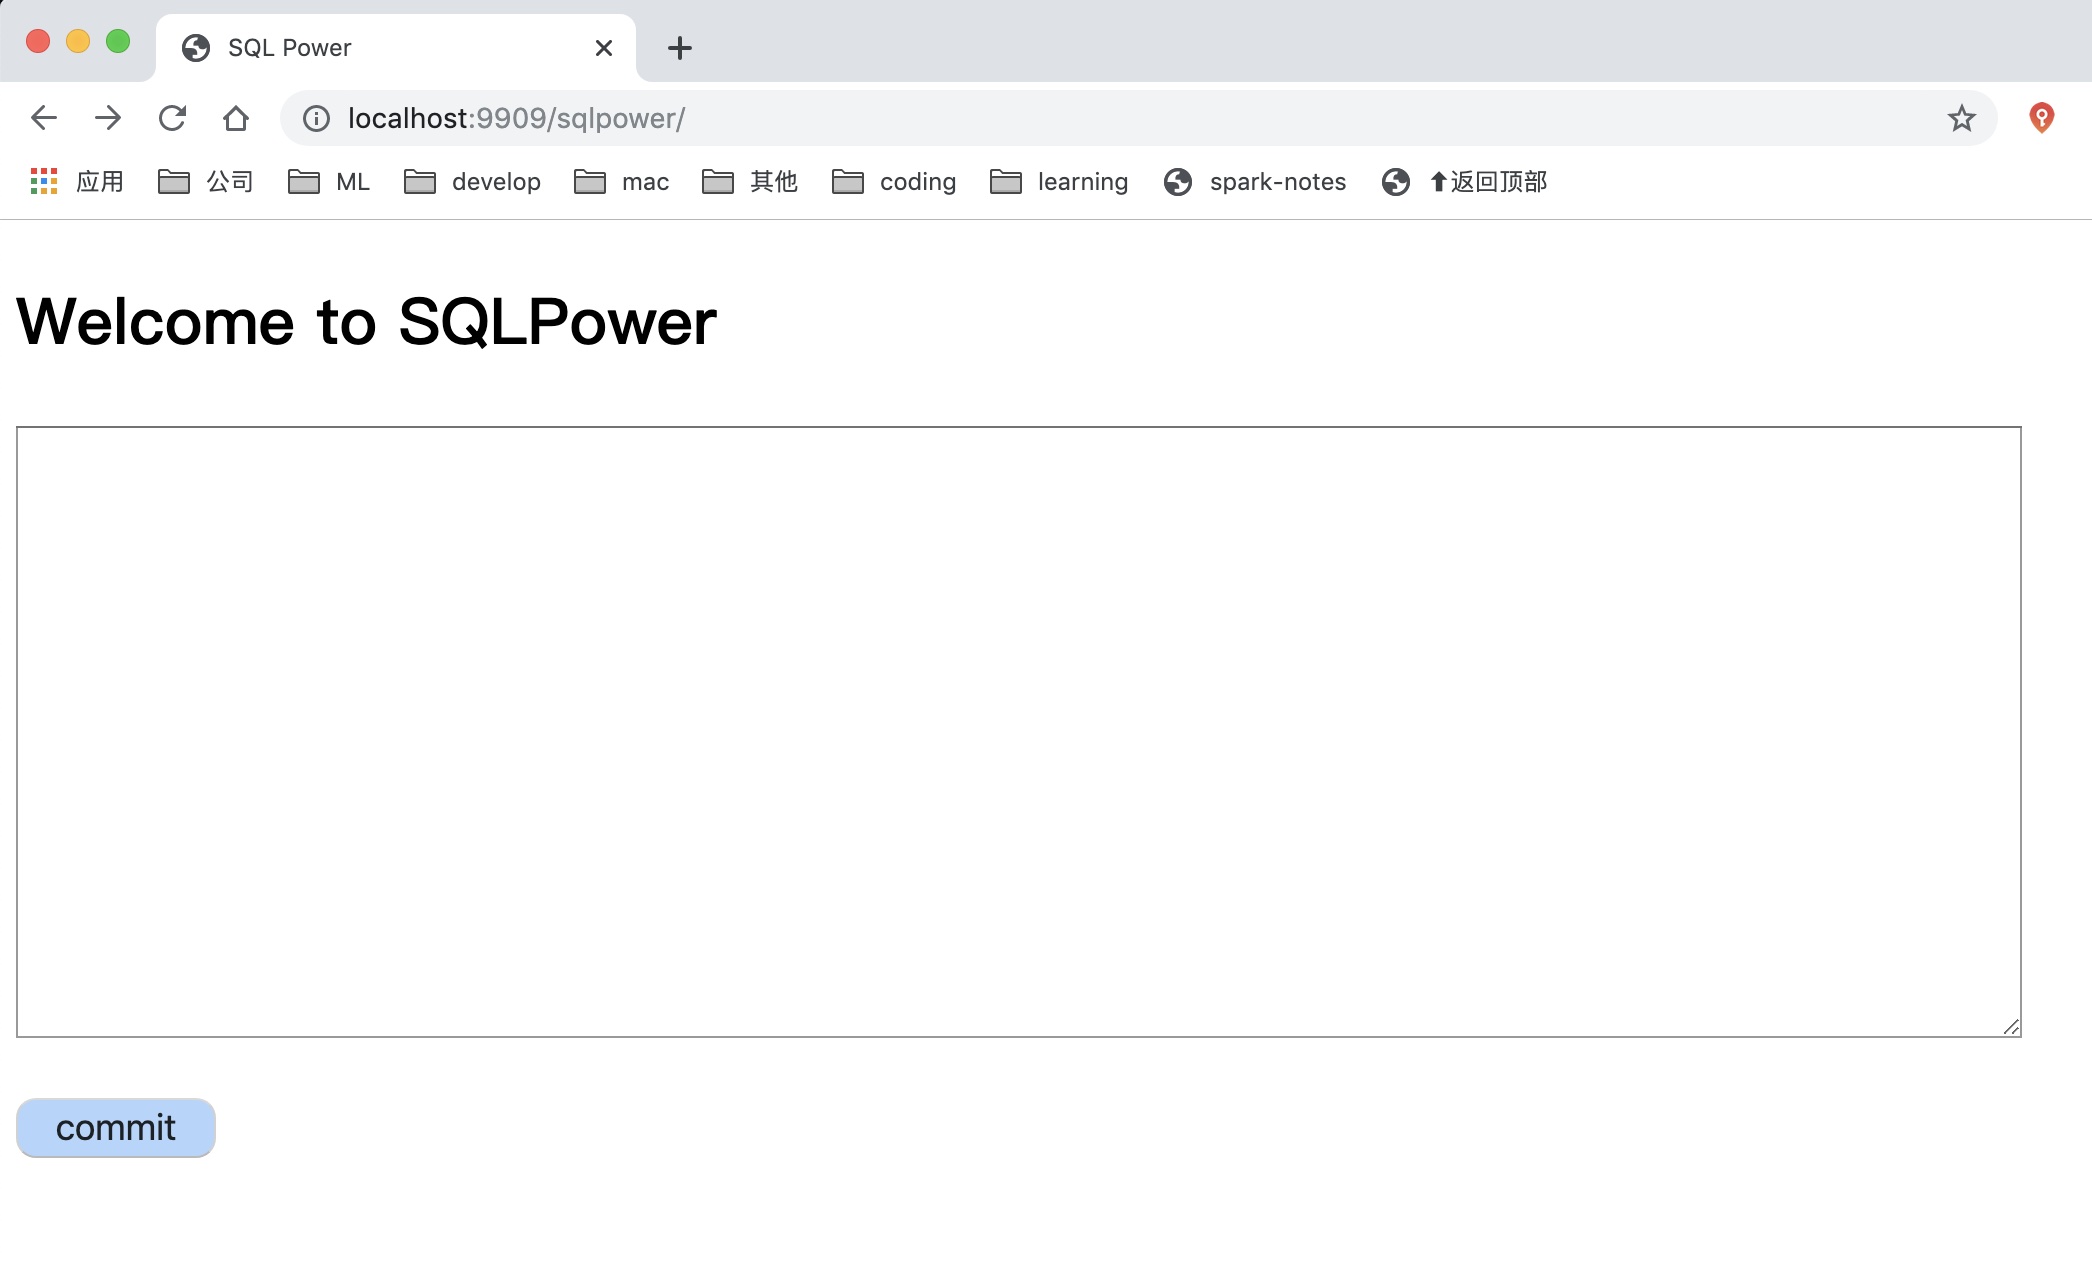 SQL Power
localhost:9909/sqlpower/
应用 公司 ML develop mac 其他 coding learning spark-notes ⬆返回顶部
Welcome to SQLPower
commit